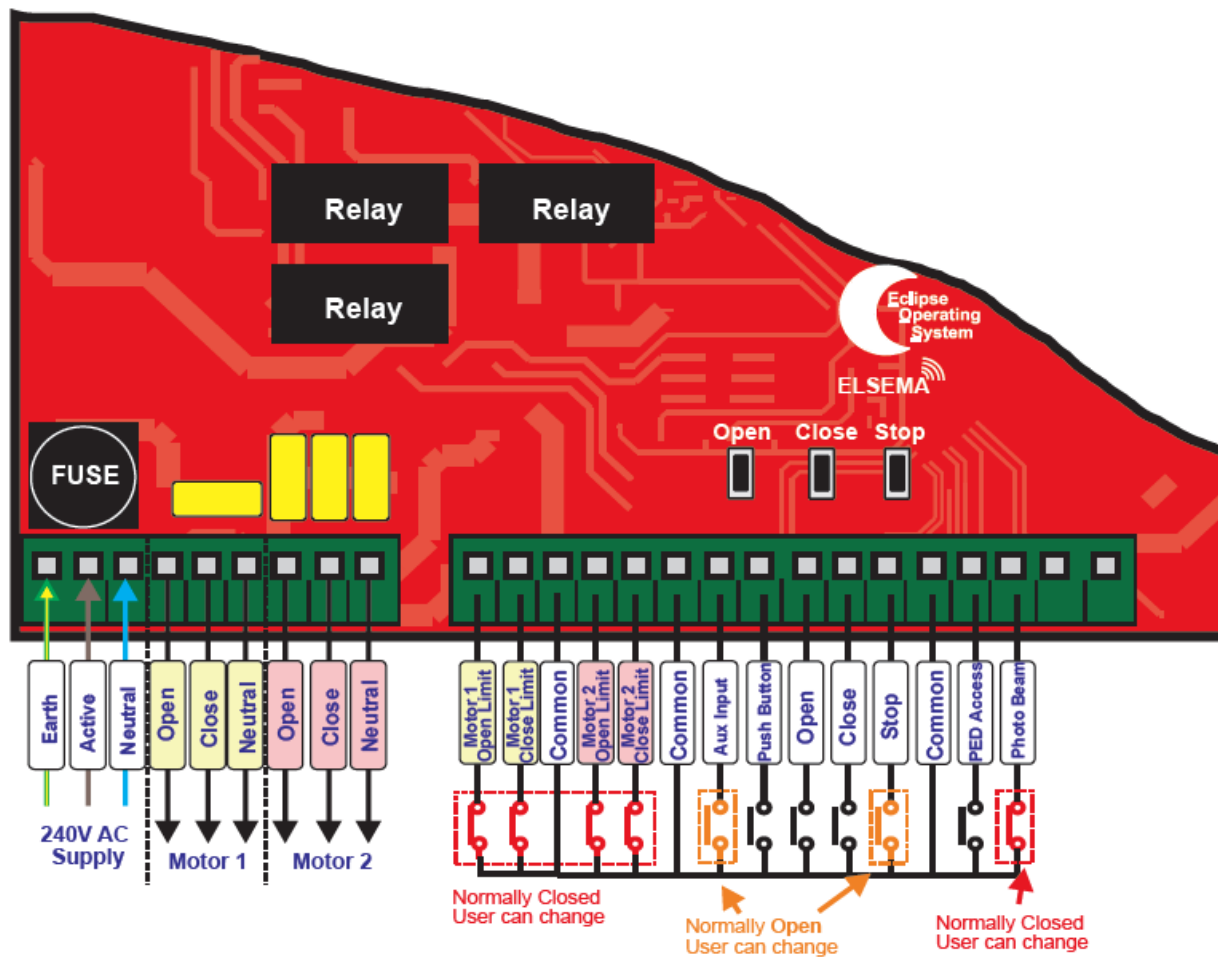 Relay
Relay
Relay
Eclipse
Operating
System
ELSEMA
Open
Close
Stop
FUSE
Earth
Active
Neutral
Open
Close
Neutral
Open
Close
Neutral
Motor 1
Open Limit
Motor 1
Close Limit
Common
Motor 2
Open Limit
Motor 2
Close Limit
Common
Aux Input
Push Button
Open
Close
Stop
Common
PED Access
Photo Beam
240V AC
Supply
Motor 1
Motor 2
Normally Closed
User can change
Normally Open
User can change
Normally Closed
User can change